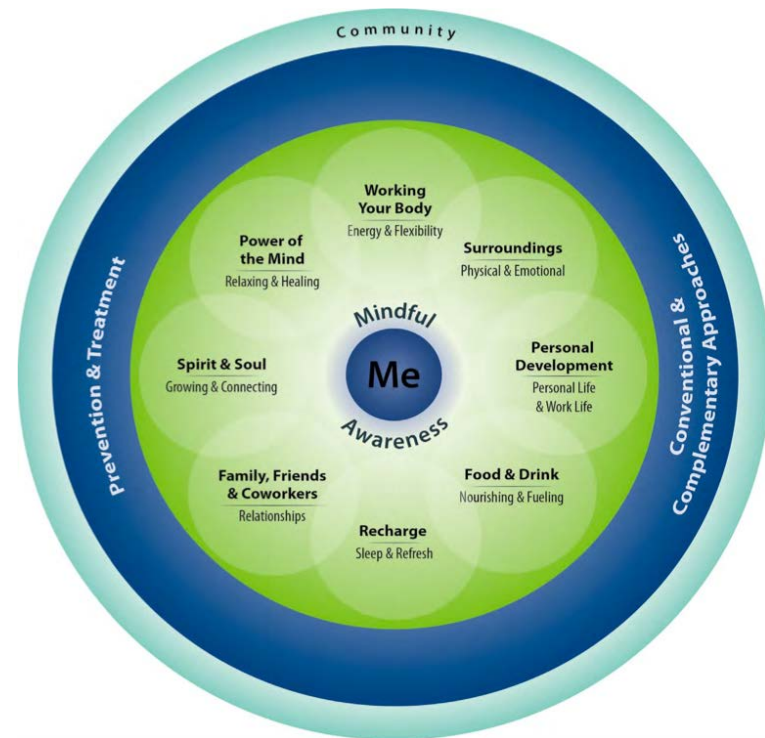 Community
Prevention & Treatment
Conventional &
Complementary Approaches
Working
Your Body
Energy & Flexibility
Surroundings
Physical & Emotional
Personal
Development
Personal Life
& Work Life
Food & Drink
Nourishing & Fueling
Recharge
Sleep & Refresh
Family, Friends
& Coworkers
Relationships
Spirit & Soul
Growing & Connecting
Power of
the Mind
Relaxing & Healing
Mindful
Me
Awareness